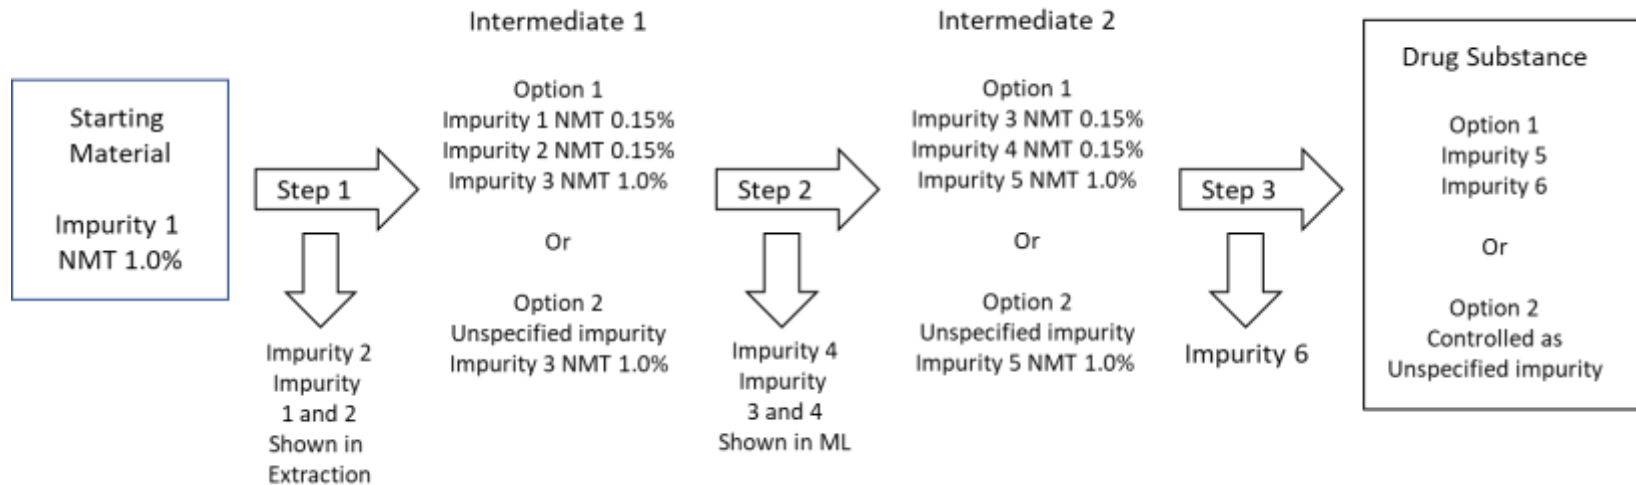 Starting
Material
Impurity 1
NMT 1.0%
Step 1
Impurity 2
Impurity
1 and 2
Shown in
Extraction
Intermediate 1
Option 1
Impurity 1 NMT 0.15%
Impurity 2 NMT 0.15%
Impurity 3 NMT 1.0%
Or
Option 2
Unspecified impurity
Impurity 3 NMT 1.0%
Step 2
Impurity 4
Impurity
3 and 4
Shown in ML
Intermediate 2
Option 1
Impurity 3 NMT 0.15%
Impurity 4 NMT 0.15%
Impurity 5 NMT 1.0%
Or
Option 2
Unspecified impurity
Impurity 5 NMT 1.0%
Step 3
Impurity 6
Drug Substance
Option 1
Impurity 5
Impurity 6
Or
Option 2
Controlled as
Unspecified impurity